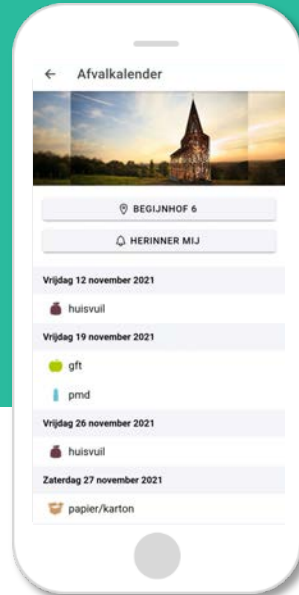 Afvalkalender
BEGIJNHOF 6
HERINNER MIJ
Vrijdag 12 november 2021
huisvuil
Vrijdag 19 november 2021
gft
pmd
Vrijdag 26 november 2021
huisvuil
Zaterdag 27 november 2021
papier/karton